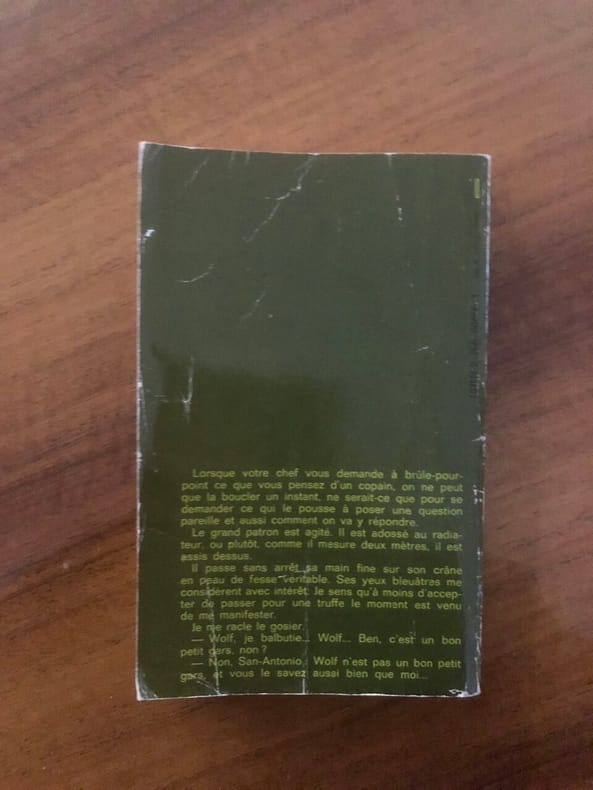 Lorsque votre chef vous demande à brûle-pour-
point ce que vous pensez d'un copain, on ne peut
que la boucler un instant, ne serait-ce que pour se
demander ce qui le pousse à poser une question
pareille et aussi comment on va y répondre.
Le grand patron est agité. Il est adossé au radia-
teur, ou plutôt, comme il mesure deux mètres, il est
assis dessus.
Il passe sans arrêt sa main fine sur son crâne
en peau de fesse véritable. Ses yeux bleuâtres me
considèrent avec intérêt. Je sens qu'à moins d'accep-
ter de passer pour une truffe le moment est venu
de me manifester.
Je me racle le gosier.
— Wolf, je balbutie... Wolf... Ben, c'est un bon
petit gars, non ?
— Non, San-Antonio. Wolf n'est pas un bon petit
gars, et vous le savez aussi bien que moi...